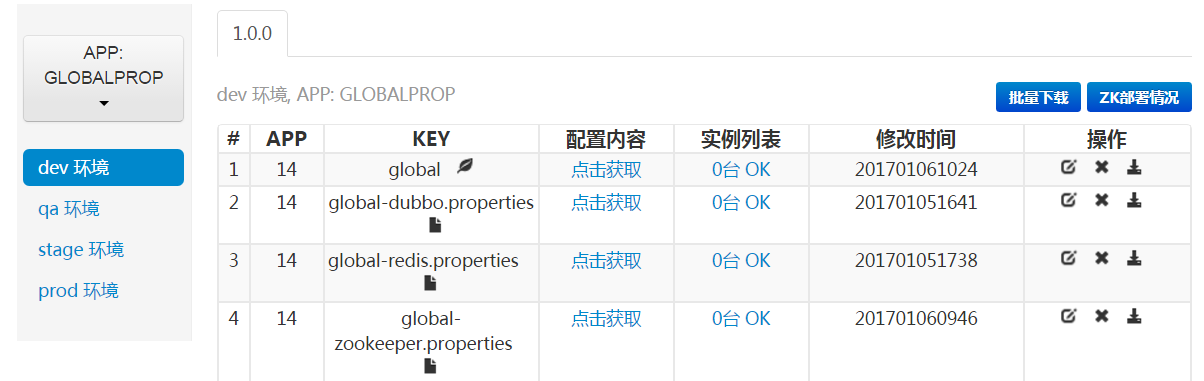 APP:
GLOBALPROP
dev 环境
qa 环境
stage 环境
prod 环境
1.0.0
dev 环境, APP: GLOBALPROP
批量下载 ZK部署情况
# APP KEY 配置内容 实例列表 修改时间 操作
1 14 global 点击获取 0台 OK 201701061024
2 14 global-dubbo.properties 点击获取 0台 OK 201701051641
3 14 global-redis.properties 点击获取 0台 OK 201701051738
4 14 global- 点击获取 0台 OK 201701060946
zookeeper.properties